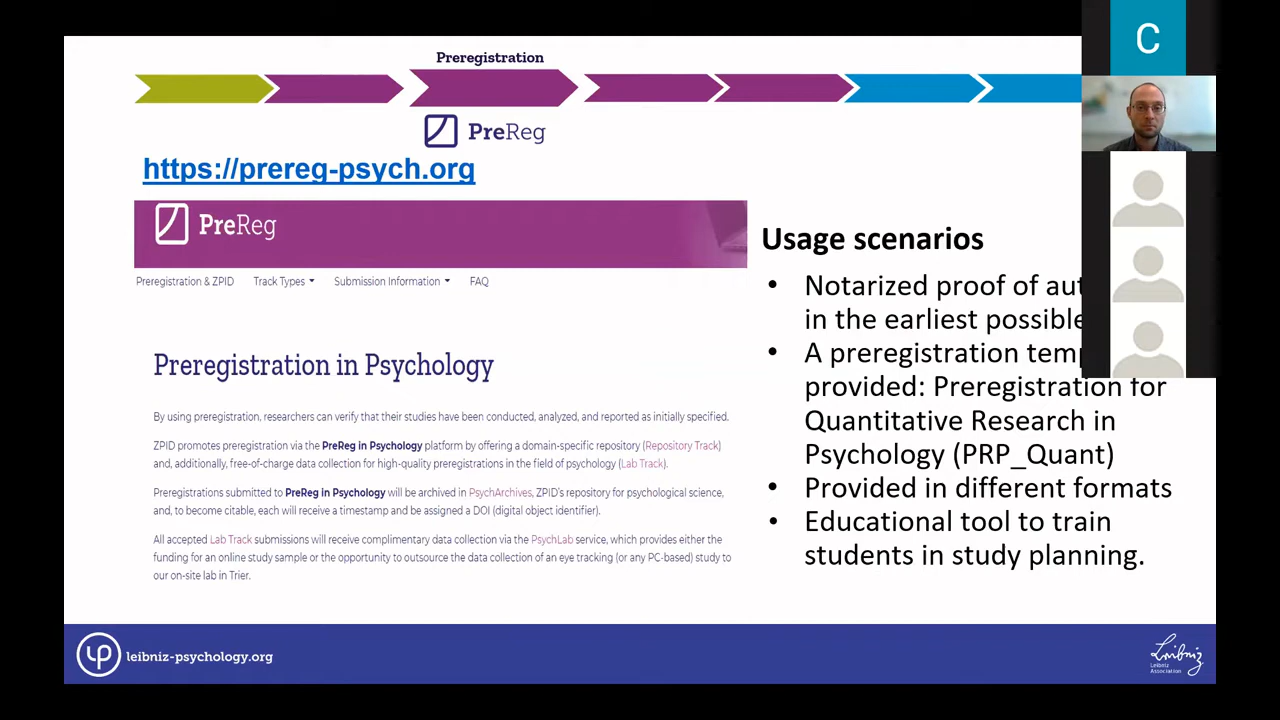 Preregistration
PreReg
https://prereg-psych.org
PreReg
Preregistration & ZPID Track Types Submission Information FAQ
Preregistration in Psychology
By using preregistration, researchers can verify that their studies have been conducted, analyzed, and reported as initially specified.
ZPID promotes preregistration via the PreReg in Psychology platform by offering a domain-specific repository (Repository Track)
and, additionally, free-of-charge data collection for high-quality preregistrations in the field of psychology (Lab Track).
Preregistrations submitted to PreReg in Psychology will be archived in PsychArchives, ZPID's repository for psychological science,
and, to become citable, each will receive a timestamp and be assigned a DOI (digital object identifier).
All accepted Lab Track submissions will receive complimentary data collection via the PsychLab service, which provides either the
funding for an online study sample or the opportunity to outsource the data collection of an eye tracking (or any PC-based) study to
our on-site lab in Trier.
Usage scenarios
• Notarized proof of
in the earliest possible
• A preregistration
provided: Preregistration for
Quantitative Research in
Psychology (PRP_Quant)
• Provided in different formats
• Educational tool to train
students in study planning.
C
leibniz-psychology.org
Leibniz
Leibniz
Association